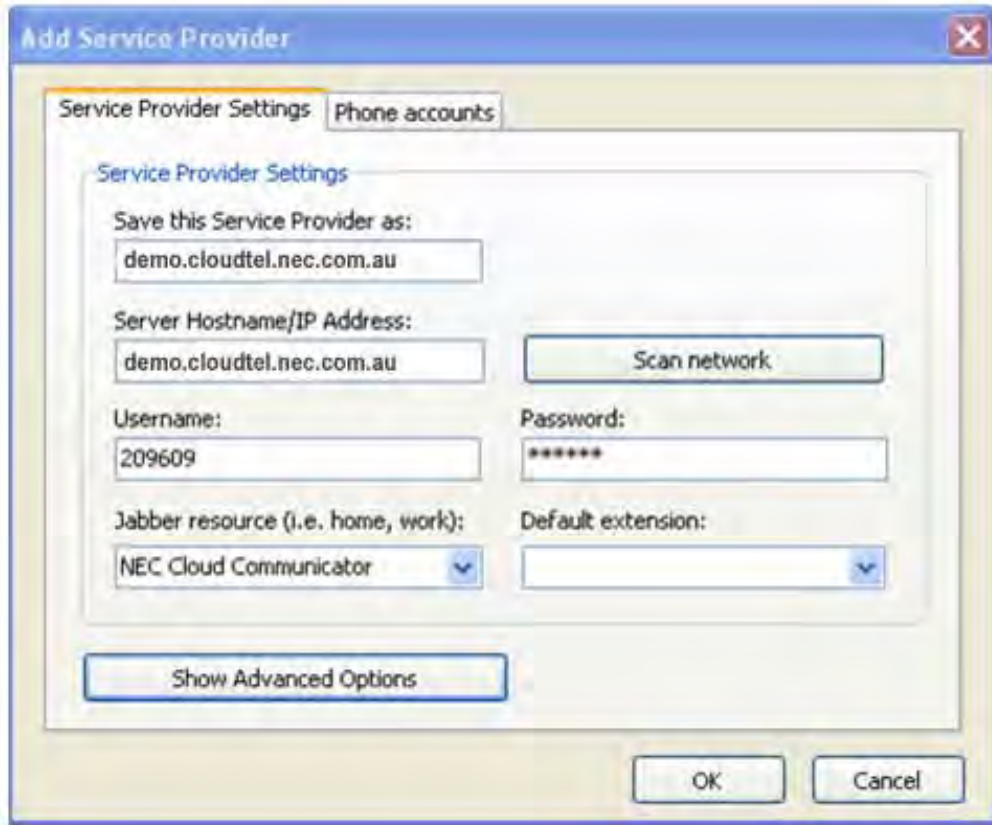 Add Service Provider
Service Provider Settings
Phone accounts
Service Provider Settings
Save this Service Provider as:
demo.cloudtel.nec.com.au
Server Hostname/IP Address:
demo.cloudtel.nec.com.au
Scan network
Username:
Password:
209609
******
Jabber resource (i.e. home, work):
Default extension:
NEC Cloud Communicator
Show Advanced Options
OK
Cancel